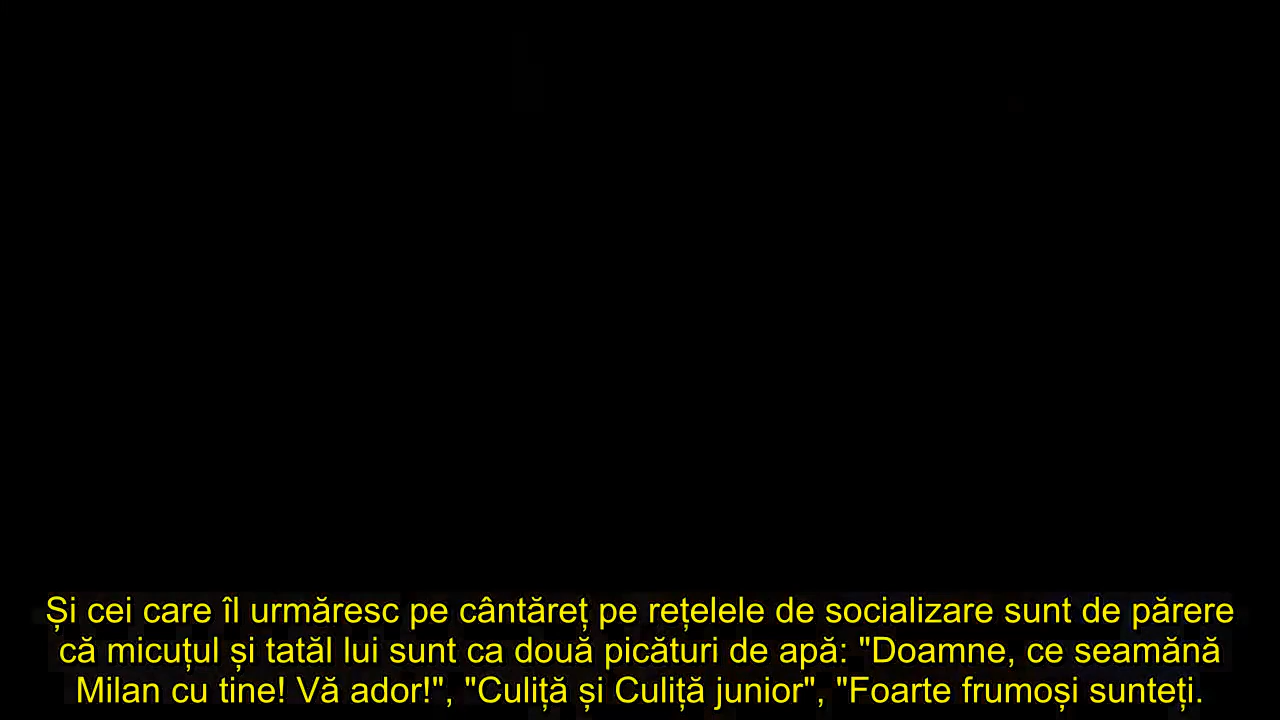 Și cei care îl urmăresc pe cântăreț pe rețelele de socializare sunt de părere
că micuțul și tatăl lui sunt ca două picături de apă: "Doamne, ce seamănă
Milan cu tine! Vă ador!", "Culiță și Culiță junior", "Foarte frumoși sunteți.